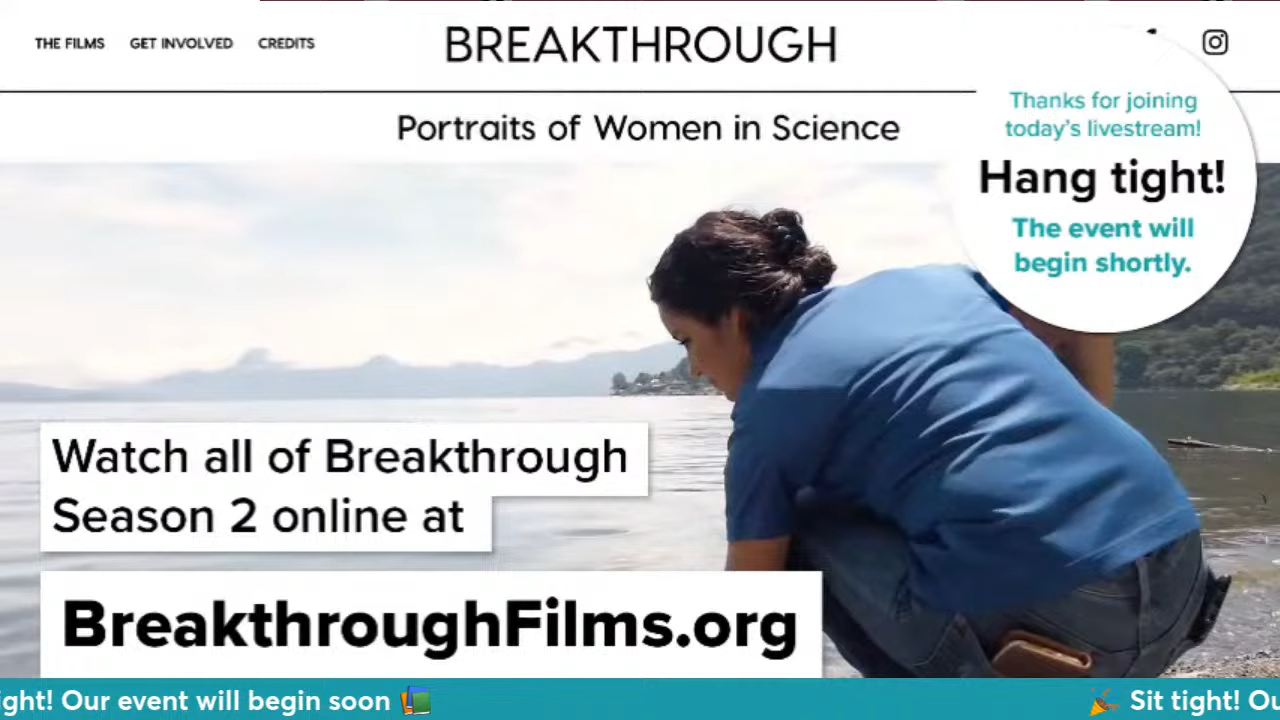 THE FILMS GET INVOLVED CREDITS
BREAKTHROUGH
Portraits of Women in Science
Thanks for joining
today's livestream!
Hang tight!
The event will
begin shortly.
Watch all of Breakthrough
Season 2 online at
BreakthroughFilms.org
ight! Our event will begin soon
Sit tight! Ou